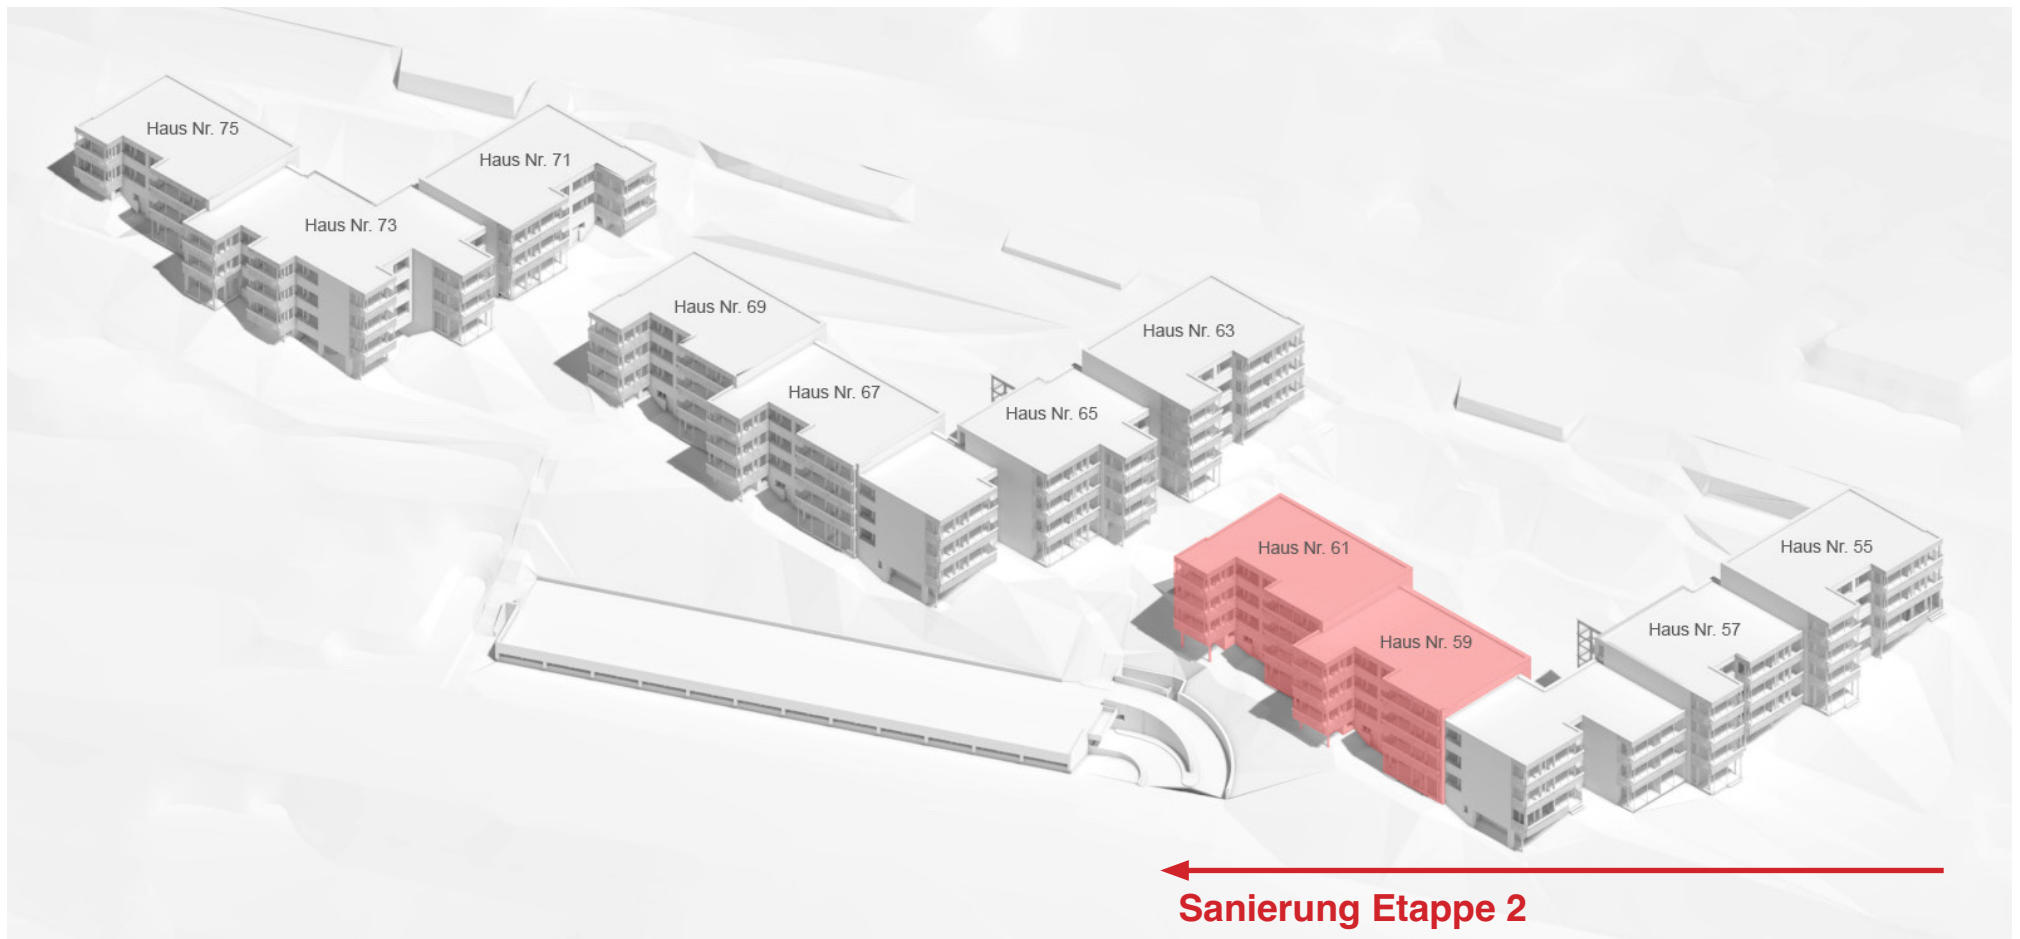 Haus Nr. 75
Haus Nr. 71
Haus Nr. 73
Haus Nr. 69
Haus Nr. 63
Haus Nr. 67
Haus Nr. 65
Haus Nr. 61
Haus Nr. 55
Haus Nr. 59
Haus Nr. 57
Sanierung Etappe 2